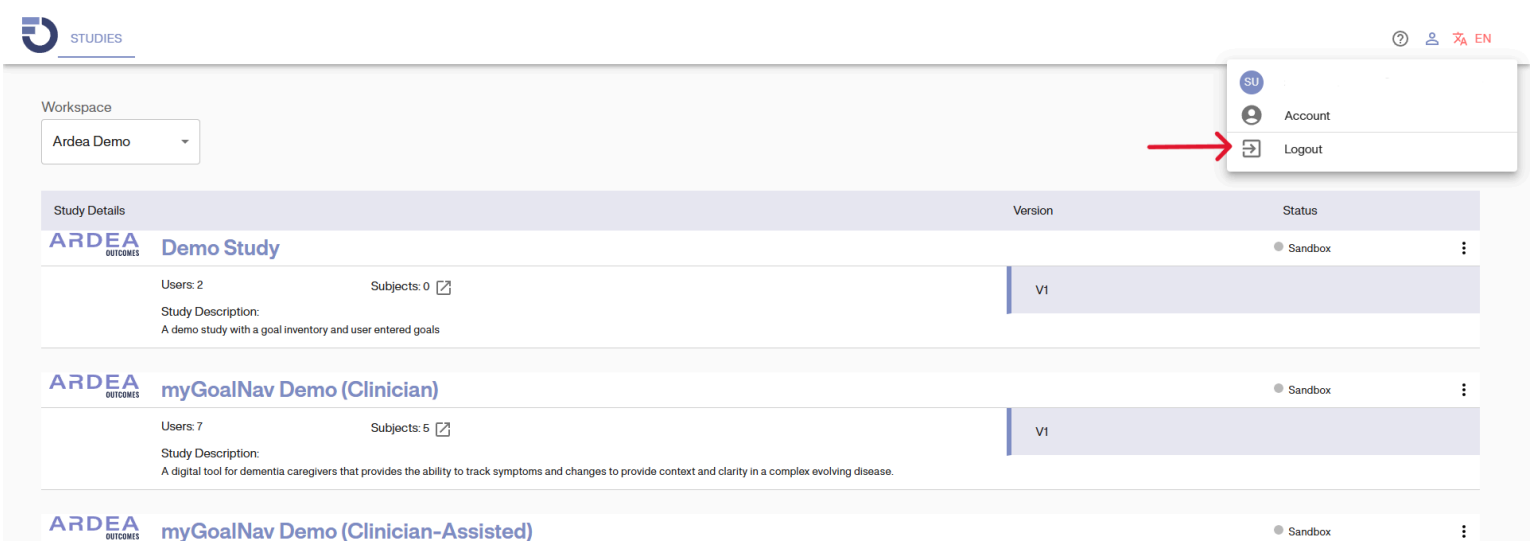 STUDIES
EN
SU
Account
Logout
Workspace
Ardea Demo
Study Details Version Status
ARDEA OUTCOMES Demo Study Sandbox
Users: 2 Subjects: 0 V1
Study Description:
A demo study with a goal inventory and user entered goals
ARDEA OUTCOMES myGoalNav Demo (Clinician) Sandbox
Users: 7 Subjects: 5 V1
Study Description:
A digital tool for dementia caregivers that provides the ability to track symptoms and changes to provide context and clarity in a complex evolving disease.
ARDEA OUTCOMES myGoalNav Demo (Clinician-Assisted) Sandbox